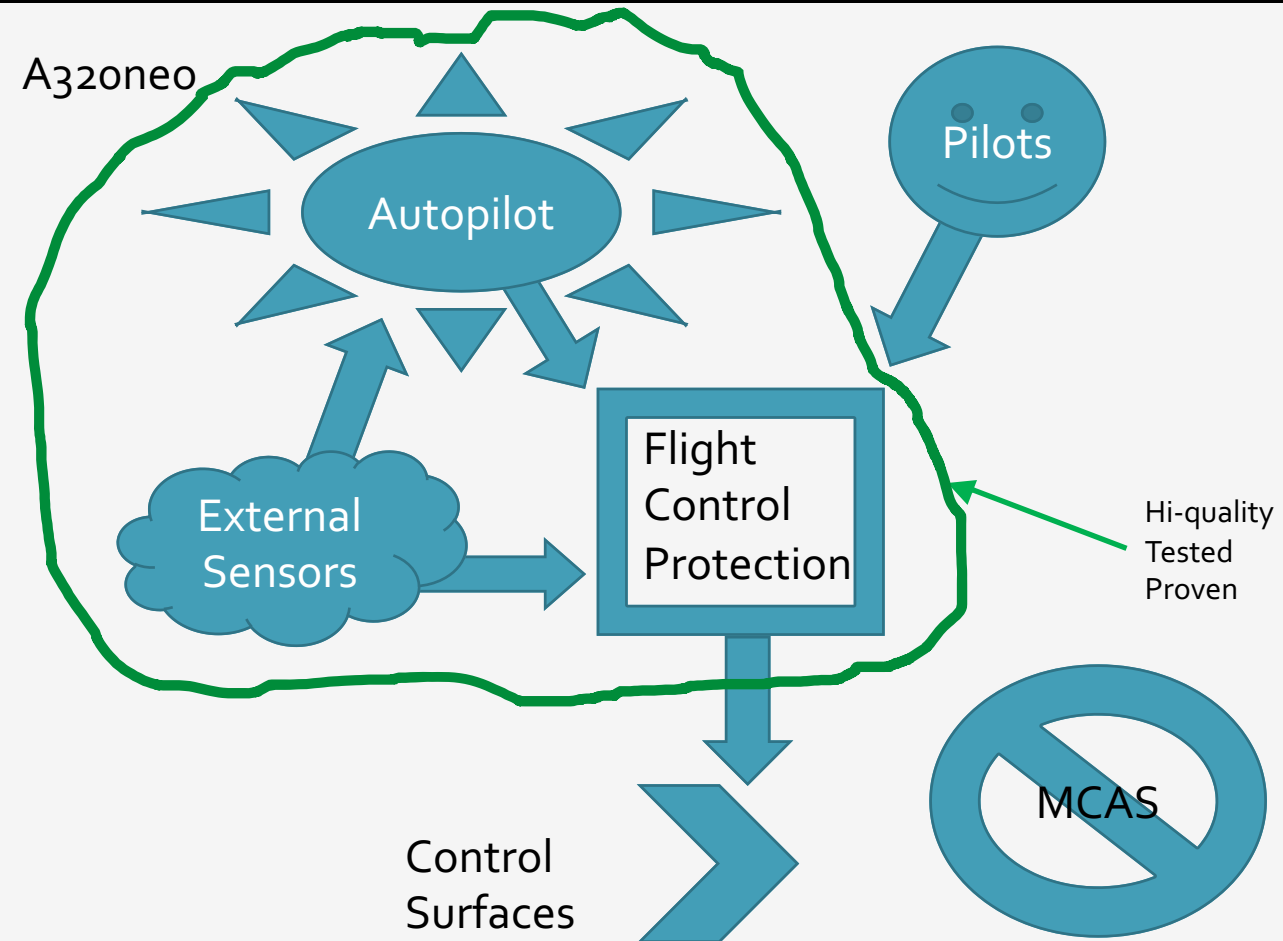 A320neo
Autopilot
Pilots
External
Sensors
Flight
Control
Protection
Hi-quality
Tested
Proven
MCAS
Control
Surfaces